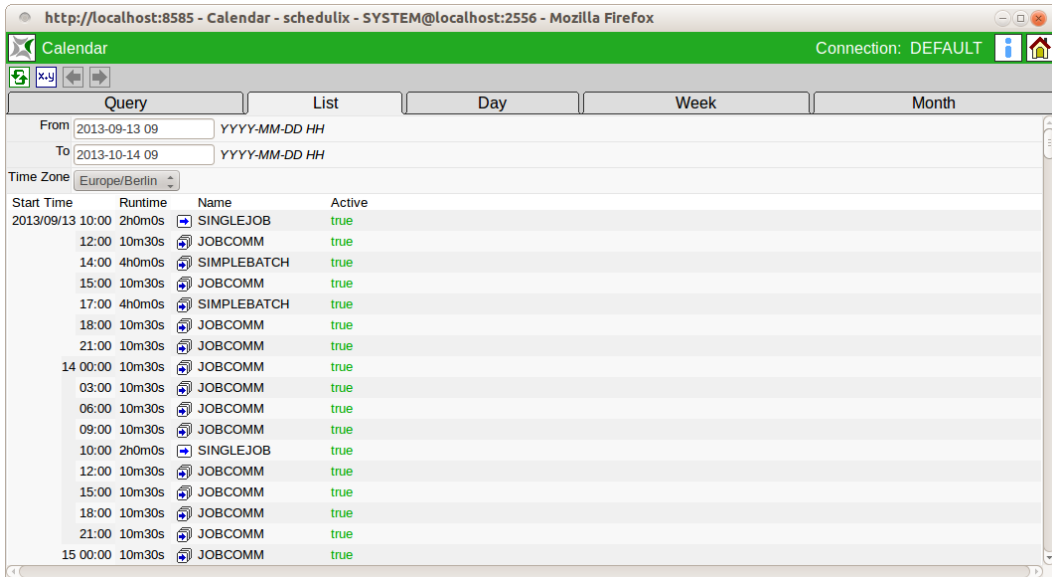 http://localhost:8585 - Calendar - schedulix - SYSTEM@localhost:2556 - Mozilla Firefox
Calendar Connection: DEFAULT
x.y
Query List Day Week Month
From 2013-09-13 09 YYYY-MM-DD HH
To 2013-10-14 09 YYYY-MM-DD HH
Time Zone Europe/Berlin
Start Time Runtime Name Active
2013/09/13 10:00 2h0m0s SINGLEJOB true
12:00 10m30s JOBCOMM true
14:00 4h0m0s SIMPLEBATCH true
15:00 10m30s JOBCOMM true
17:00 4h0m0s SIMPLEBATCH true
18:00 10m30s JOBCOMM true
21:00 10m30s JOBCOMM true
14 00:00 10m30s JOBCOMM true
03:00 10m30s JOBCOMM true
06:00 10m30s JOBCOMM true
09:00 10m30s JOBCOMM true
10:00 2h0m0s SINGLEJOB true
12:00 10m30s JOBCOMM true
15:00 10m30s JOBCOMM true
18:00 10m30s JOBCOMM true
21:00 10m30s JOBCOMM true
15 00:00 10m30s JOBCOMM true